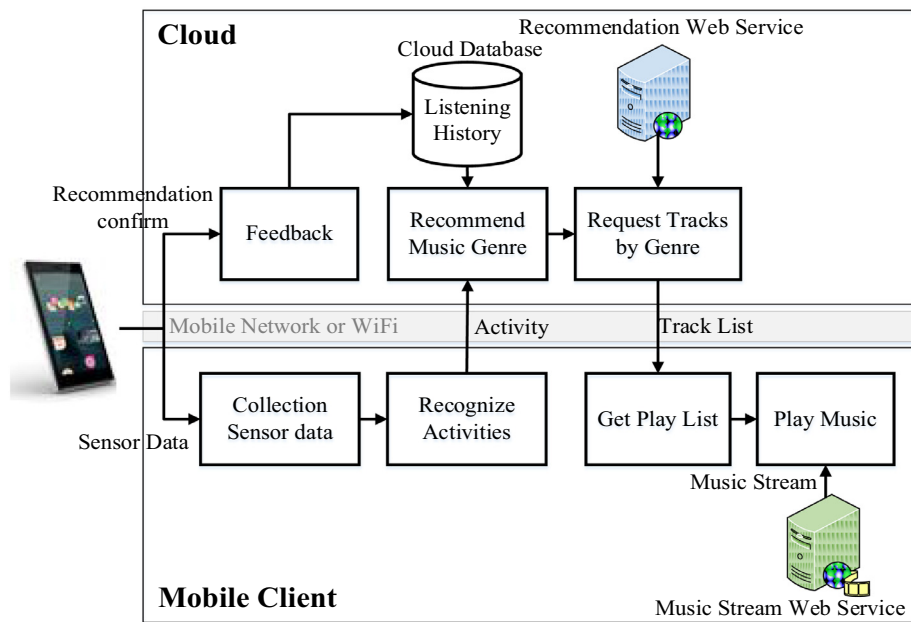 Cloud
Recommendation Web Service
Cloud Database
Listening
History
Recommendation
confirm
Feedback
Recommend
Music Genre
Request Tracks
by Genre
Mobile Network or WiFi
Activity
Track List
Sensor Data
Collection
Sensor data
Recognize
Activities
Get Play List
Play Music
Music Stream
Mobile Client
Music Stream Web Service